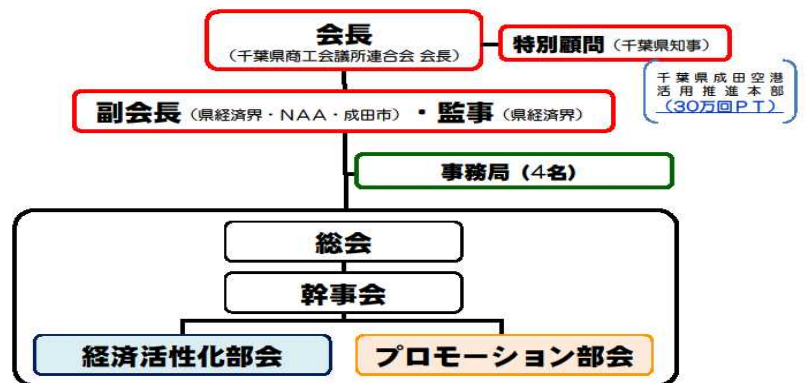 会長
(千葉県商工会議所連合会 会長)
特別顧問(千葉県知事)
千葉県成田空港
活用推進本部
(30万回PT)
副会長(県経済界・NAA・成田市)・監事(県経済界)
事務局(4名)
総会
幹事会
経済活性化部会
プロモーション部会